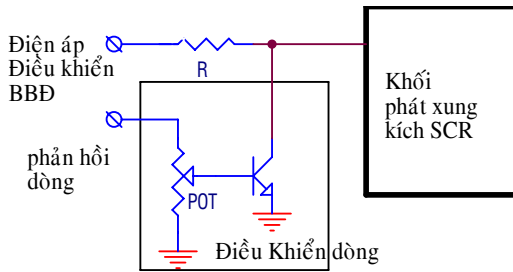 Điện áp
Điều khiển
BBĐ
R
Khối
phát xung
kích SCR
phản hồi
dòng
POT
Điều Khiển dòng